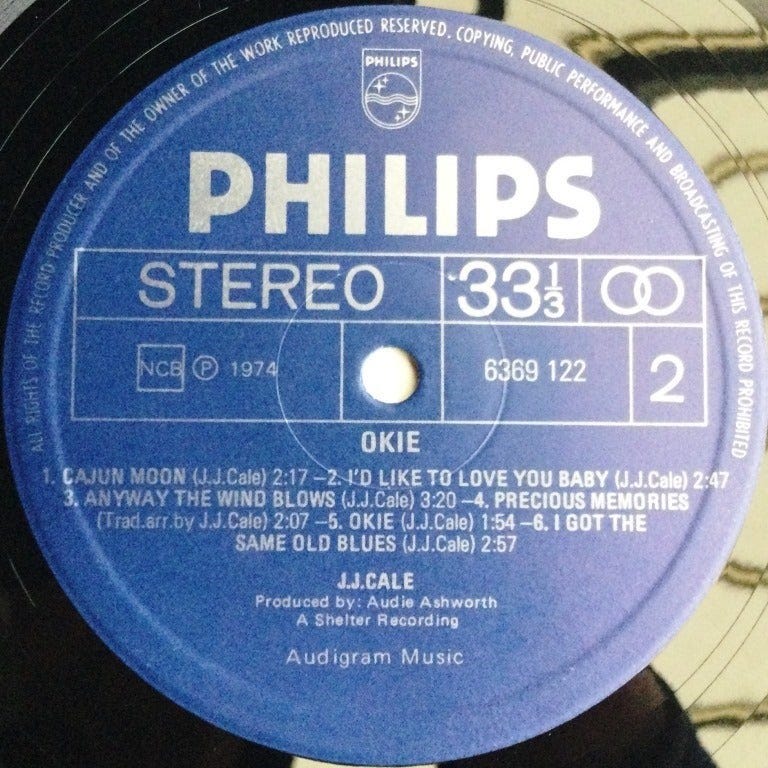 ALL RIGHTS OF THE RECORD PRODUCER AND OF THE OWNER OF THE WORK REPRODUCED RESERVED. COPYING, PUBLIC PERFORMANCE AND BROADCASTING OF THIS RECORD PROHIBITED
PHILIPS
PHILIPS
STEREO 33⅓
NCB Ⓟ 1974 6369 122 2
OKIE
1. CAJUN MOON (J.J.Cale) 2:17 –2. I'D LIKE TO LOVE YOU BABY (J.J.Cale) 2:47
3. ANYWAY THE WIND BLOWS (J.J.Cale) 3:20 –4. PRECIOUS MEMORIES
(Trad.arr.by J.J.Cale) 2:07 –5. OKIE (J.J.Cale) 1:54 –6. I GOT THE
SAME OLD BLUES (J.J.Cale) 2:57
J.J.CALE
Produced by: Audie Ashworth
A Shelter Recording
Audigram Music